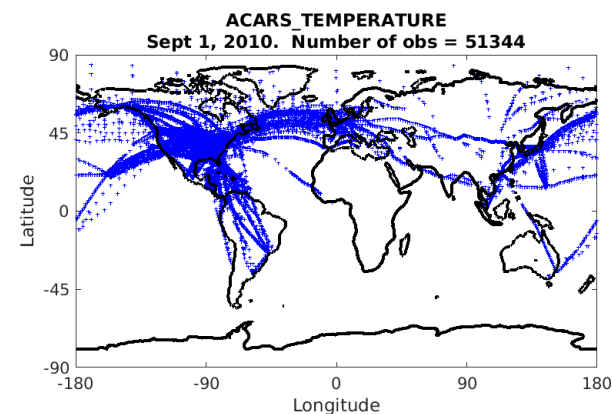 ACARS_TEMPERATURE
Sept 1, 2010.  Number of obs = 51344
90
45
0
-45
-90
Latitude
-180
-90
0
90
180
Longitude